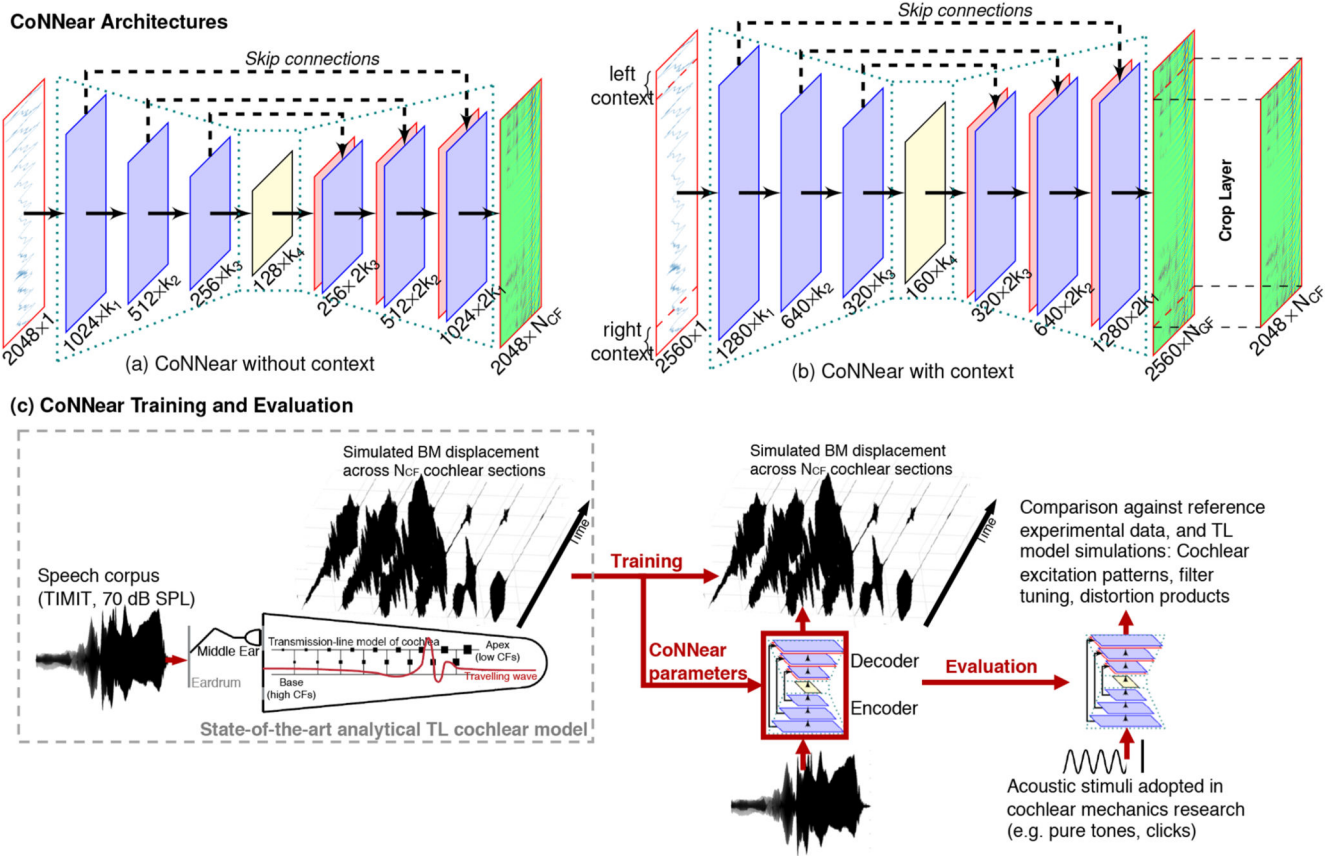 CoNNear Architectures
Skip connections
2048×1
1024×k1
512×k2
256×k3
128×k4
256×2k3
512×2k2
1024×2k1
2048×NCF
(a) CoNNear without context
Skip connections
left
context
right
context
2560×1
1280×k1
640×k2
320×k3
160×k4
320×2k3
640×2k2
1280×2k1
2560×NCF
Crop Layer
2048×NCF
(b) CoNNear with context
(c) CoNNear Training and Evaluation
Simulated BM displacement
across NCF cochlear sections
Time
Speech corpus
(TIMIT, 70 dB SPL)
Middle Ear
Eardrum
Transmission-line model of cochlea
Apex
(low CFs)
Travelling wave
Base
(high CFs)
State-of-the-art analytical TL cochlear model
Training
CoNNear
parameters
Simulated BM displacement
across NCF cochlear sections
Time
Decoder
Encoder
Evaluation
Comparison against reference
experimental data, and TL
model simulations: Cochlear
excitation patterns, filter
tuning, distortion products
Acoustic stimuli adopted in
cochlear mechanics research
(e.g. pure tones, clicks)